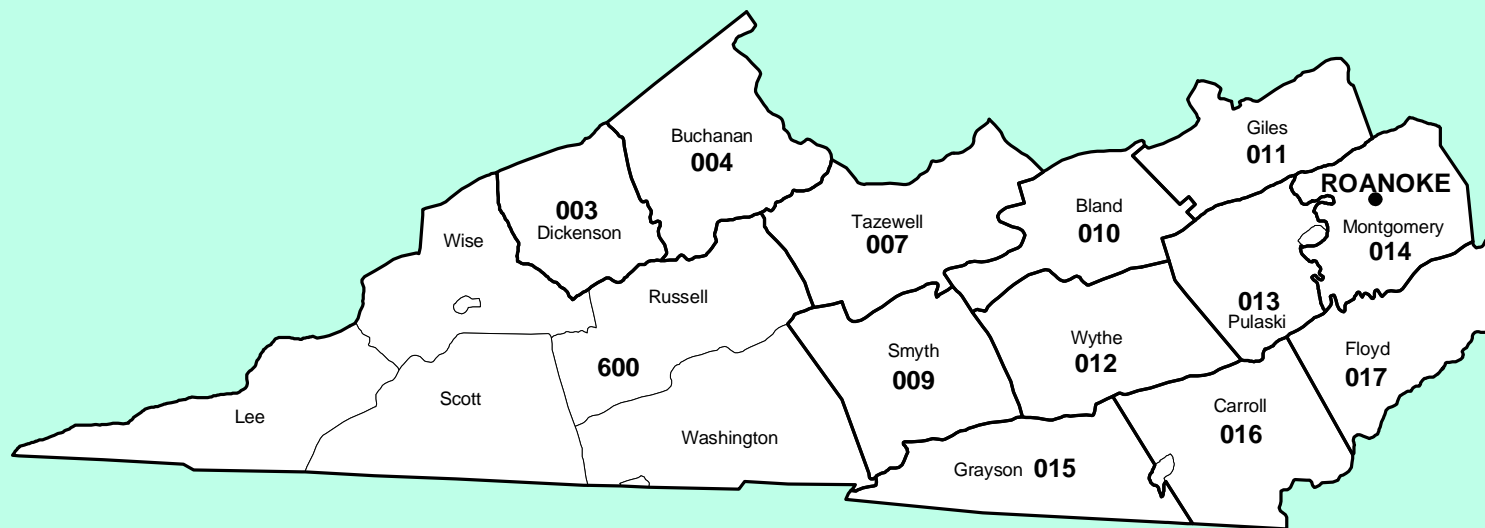 Buchanan
004
Giles
011
ROANOKE
003
Dickenson
Wise
Tazewell
007
Bland
010
Montgomery
014
Russell
013
Pulaski
600
Smyth
009
Wythe
012
Floyd
017
Lee
Scott
Washington
Carroll
016
Grayson 015